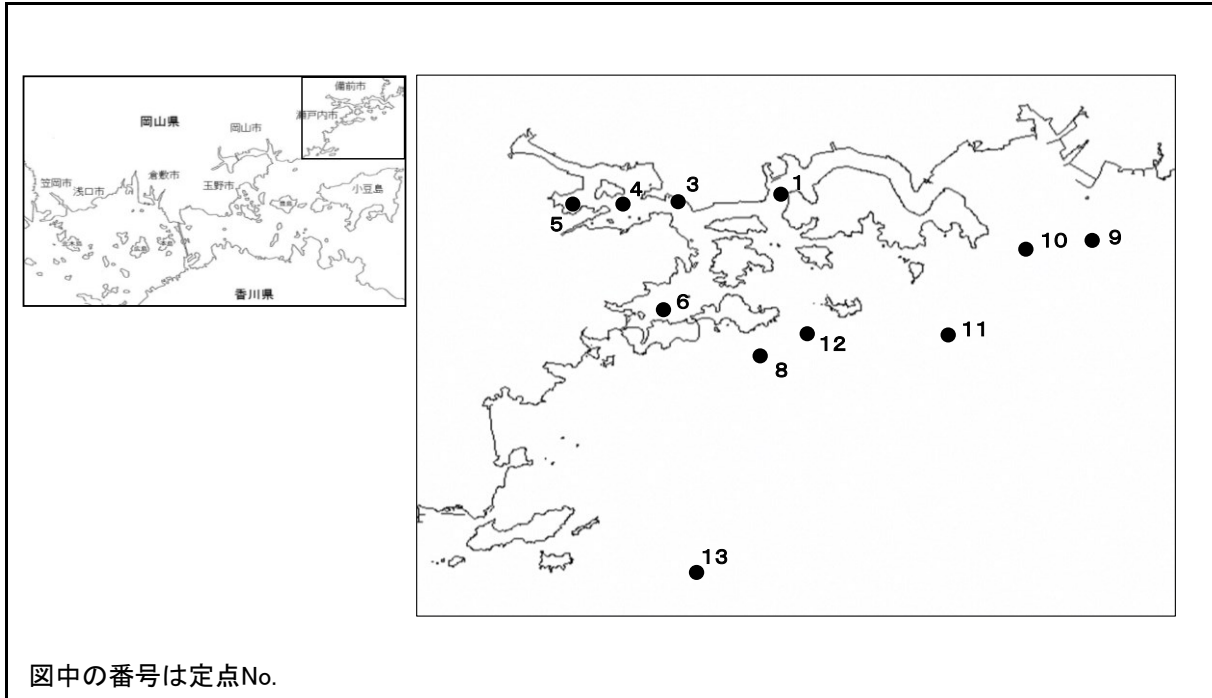 備前市
瀬戸内市
岡山県
岡山市
笠岡市
浅口市
倉敷市
玉野市
小豆島
香川県
1
3
4
5
10
9
6
12
11
8
13
図中の番号は定点No.